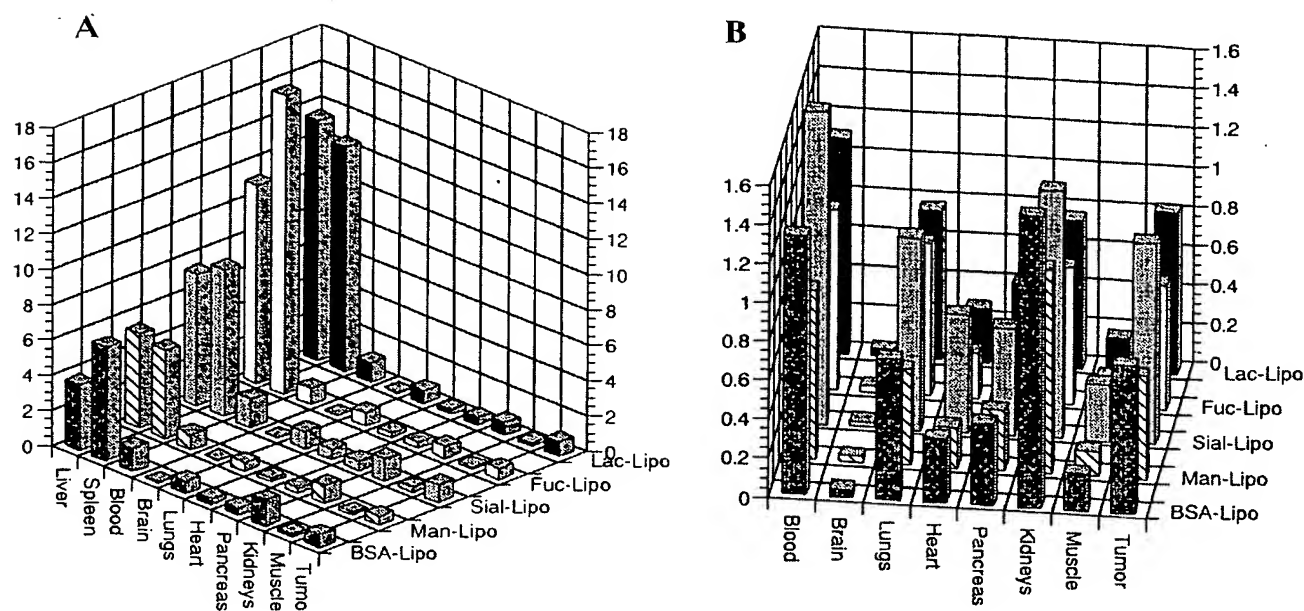 A
18
16
14
12
10
8
6
4
2
0
18
16
14
12
10
8
6
4
2
0
Liver
Spleen
Blood
Brain
Lungs
Heart
Pancreas
Kidneys
Muscle
Tumo
BSA-Lipo
Man-Lipo
Sial-Lipo
Fuc-Lipo
Lac-Lipo
B
1.6
1.4
1.2
1
0.8
0.6
0.4
0.2
0
1.6
1.4
1.2
1
0.8
0.6
0.4
0.2
0
Blood
Brain
Lungs
Heart
Pancreas
Kidneys
Muscle
Tumor
Lac-Lipo
Fuc-Lipo
Sial-Lipo
Man-Lipo
BSA-Lipo